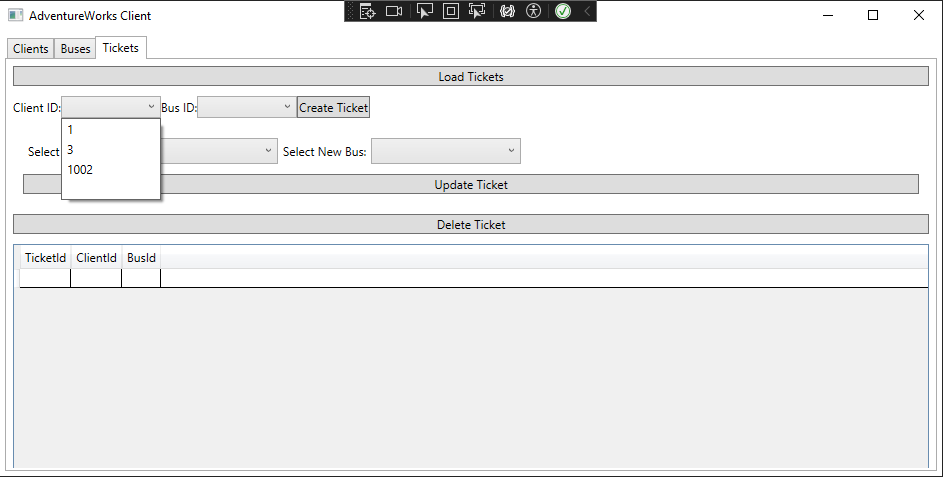 AdventureWorks Client
Clients Buses Tickets
Load Tickets
Client ID: Bus ID: Create Ticket
1
3
1002
Select Select New Bus:
Update Ticket
Delete Ticket
TicketId ClientId BusId